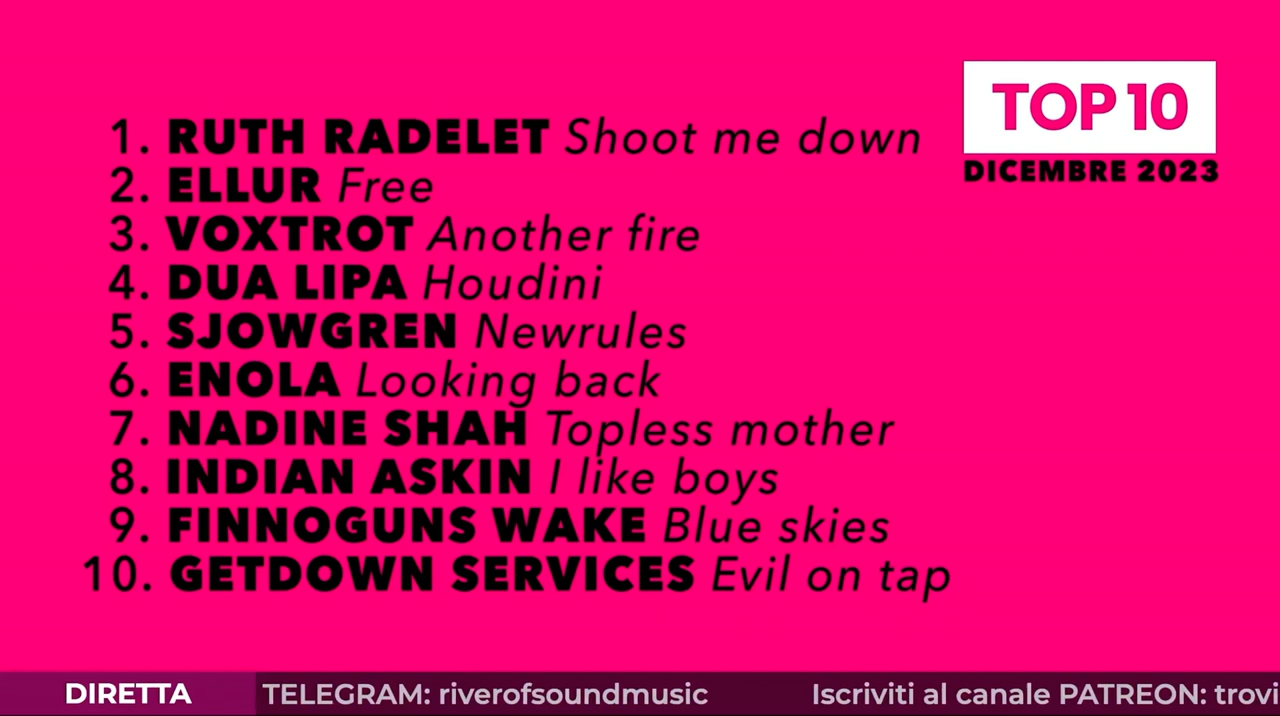 TOP 10
DICEMBRE 2023
1. RUTH RADELET Shoot me down
2. ELLUR Free
3. VOXTROT Another fire
4. DUA LIPA Houdini
5. SJOWGREN Newrules
6. ENOLA Looking back
7. NADINE SHAH Topless mother
8. INDIAN ASKIN I like boys
9. FINNOGUNS WAKE Blue skies
10. GETDOWN SERVICES Evil on tap
DIRETTA TELEGRAM: riverofsoundmusic Iscriviti al canale PATREON: trovi